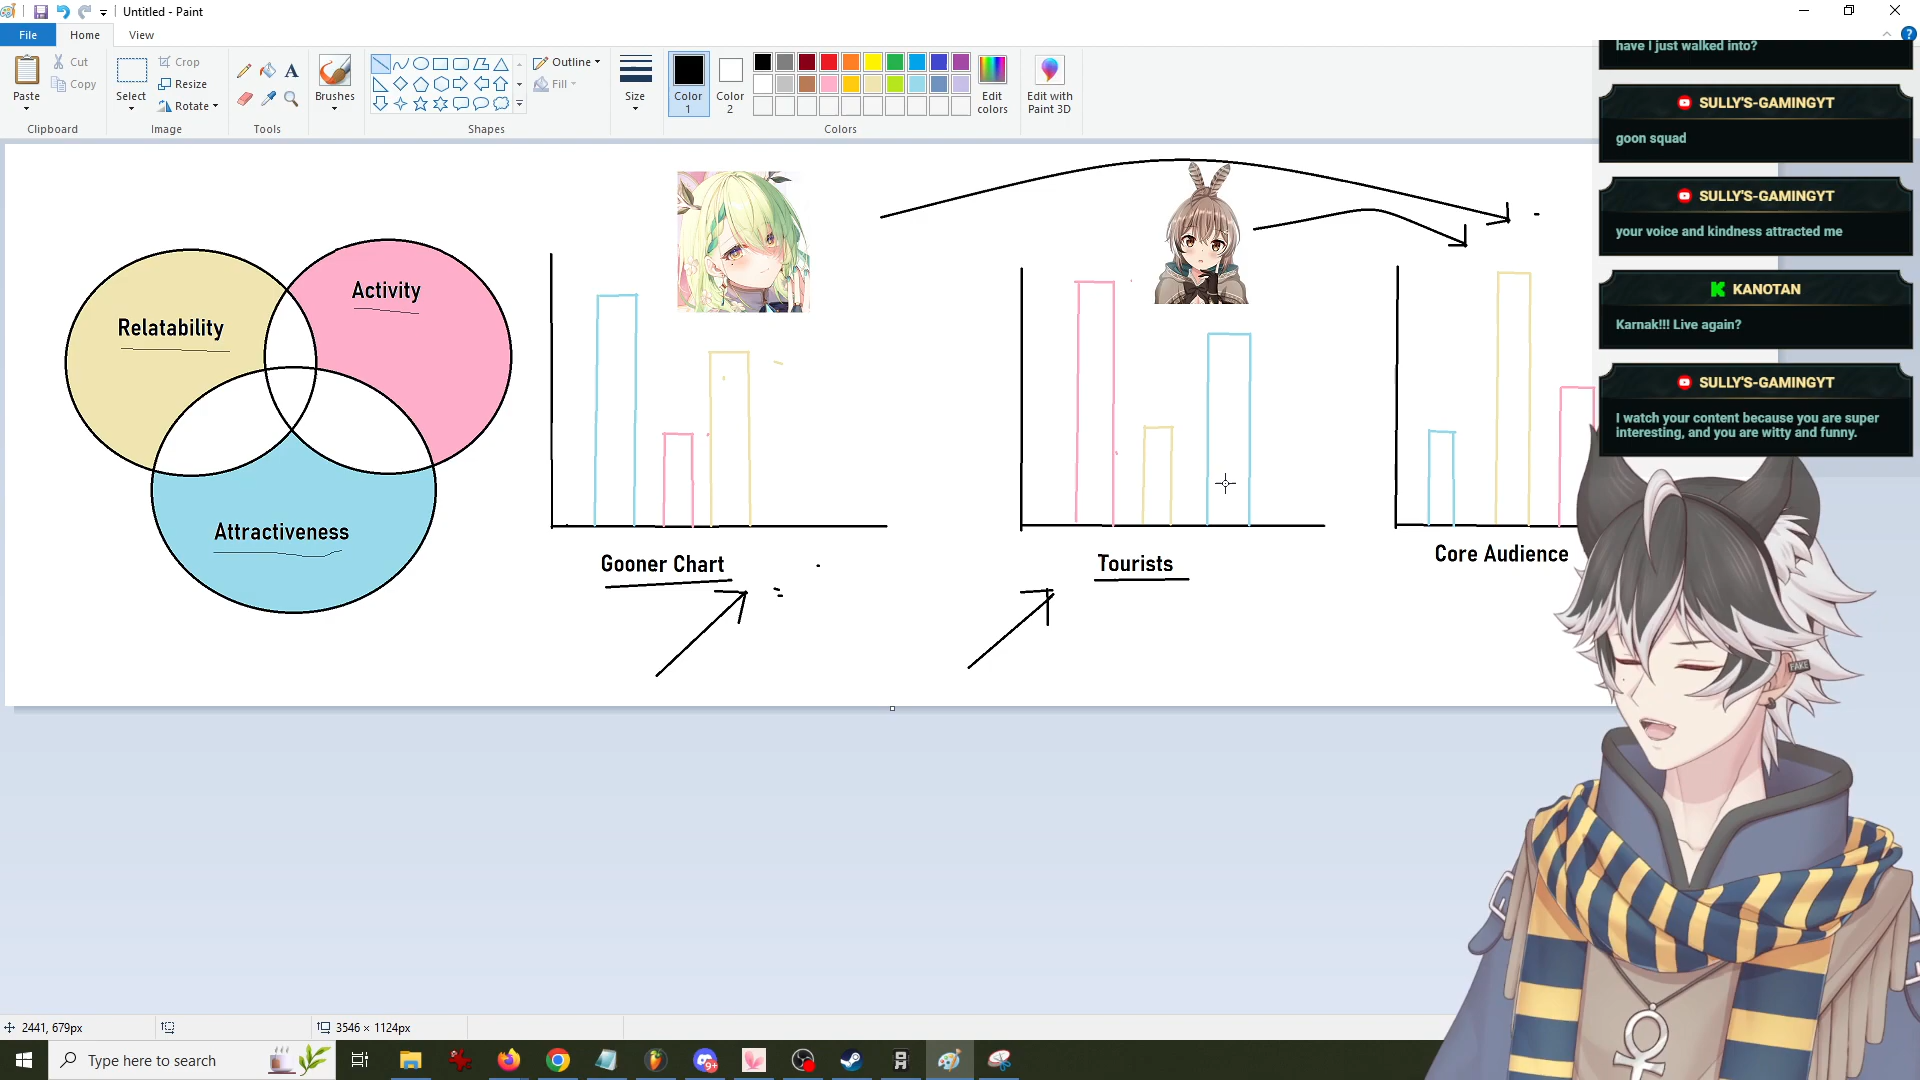 Untitled - Paint
File
Home
View
Paste
Cut
Copy
Clipboard
Select
Crop
Resize
Rotate
Image
Tools
Brushes
Outline
Fill
Shapes
Size
Color 1
Color 2
Edit colors
Colors
Edit with Paint 3D
Relatability
Activity
Attractiveness
Gooner Chart
Tourists
Core Audience
have I just walked into?
SULLY'S-GAMINGYT
goon squad
SULLY'S-GAMINGYT
your voice and kindness attracted me
KANOTAN
Karnak!!! Live again?
SULLY'S-GAMINGYT
I watch your content because you are super
interesting, and you are witty and funny.
FAKE
2441, 679px
3546 × 1124px
Type here to search
9+